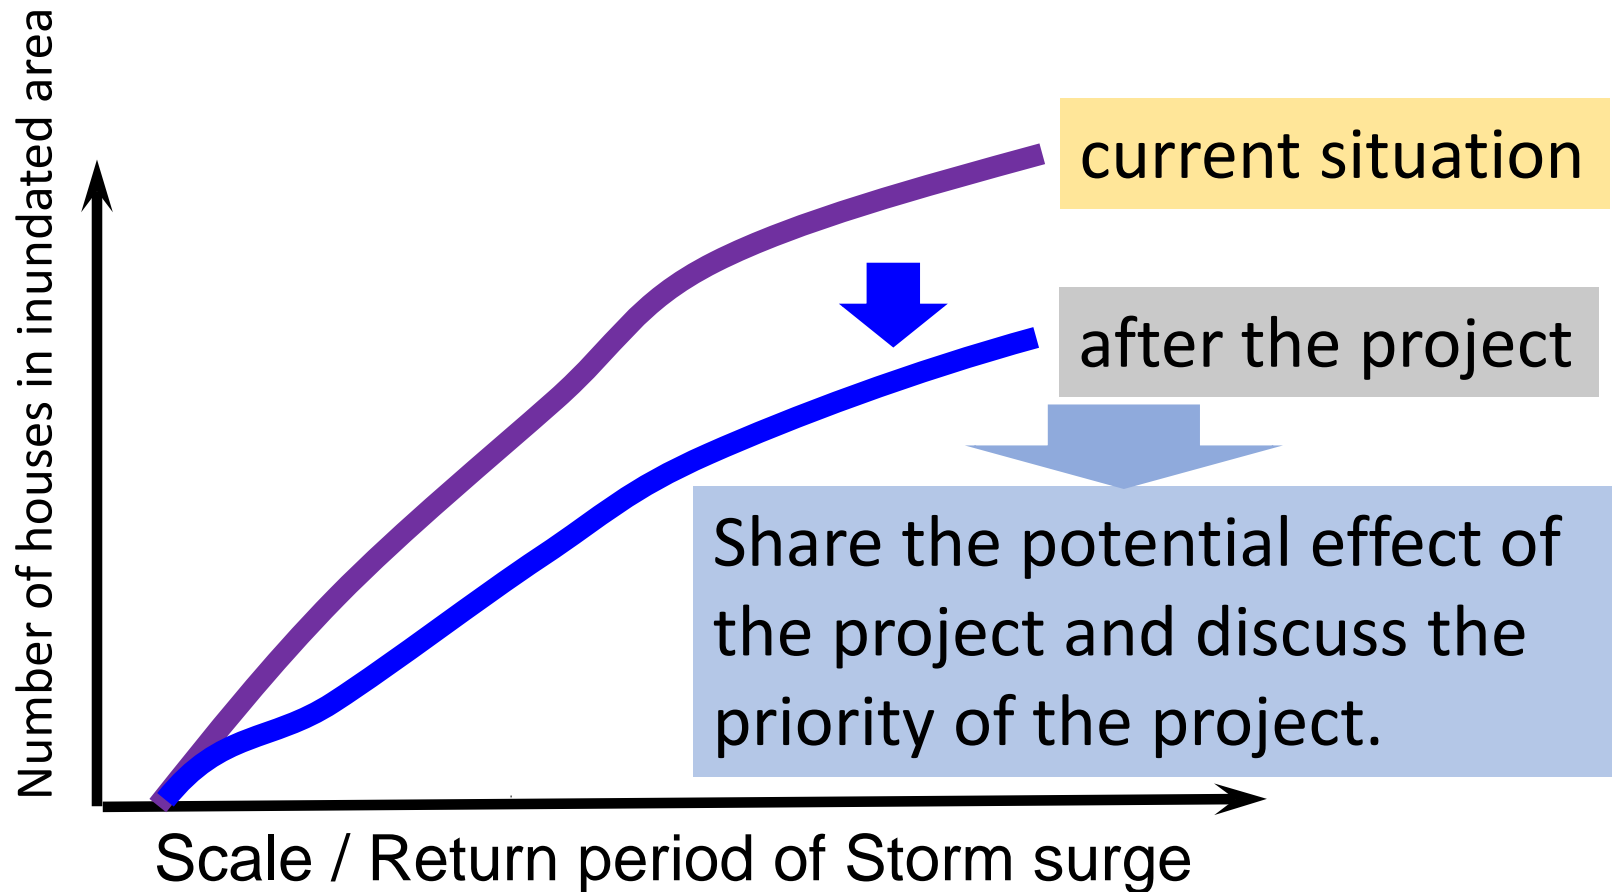 Number of houses in inundated area
current situation
after the project
Share the potential effect of
the project and discuss the
priority of the project.
Scale / Return period of Storm surge